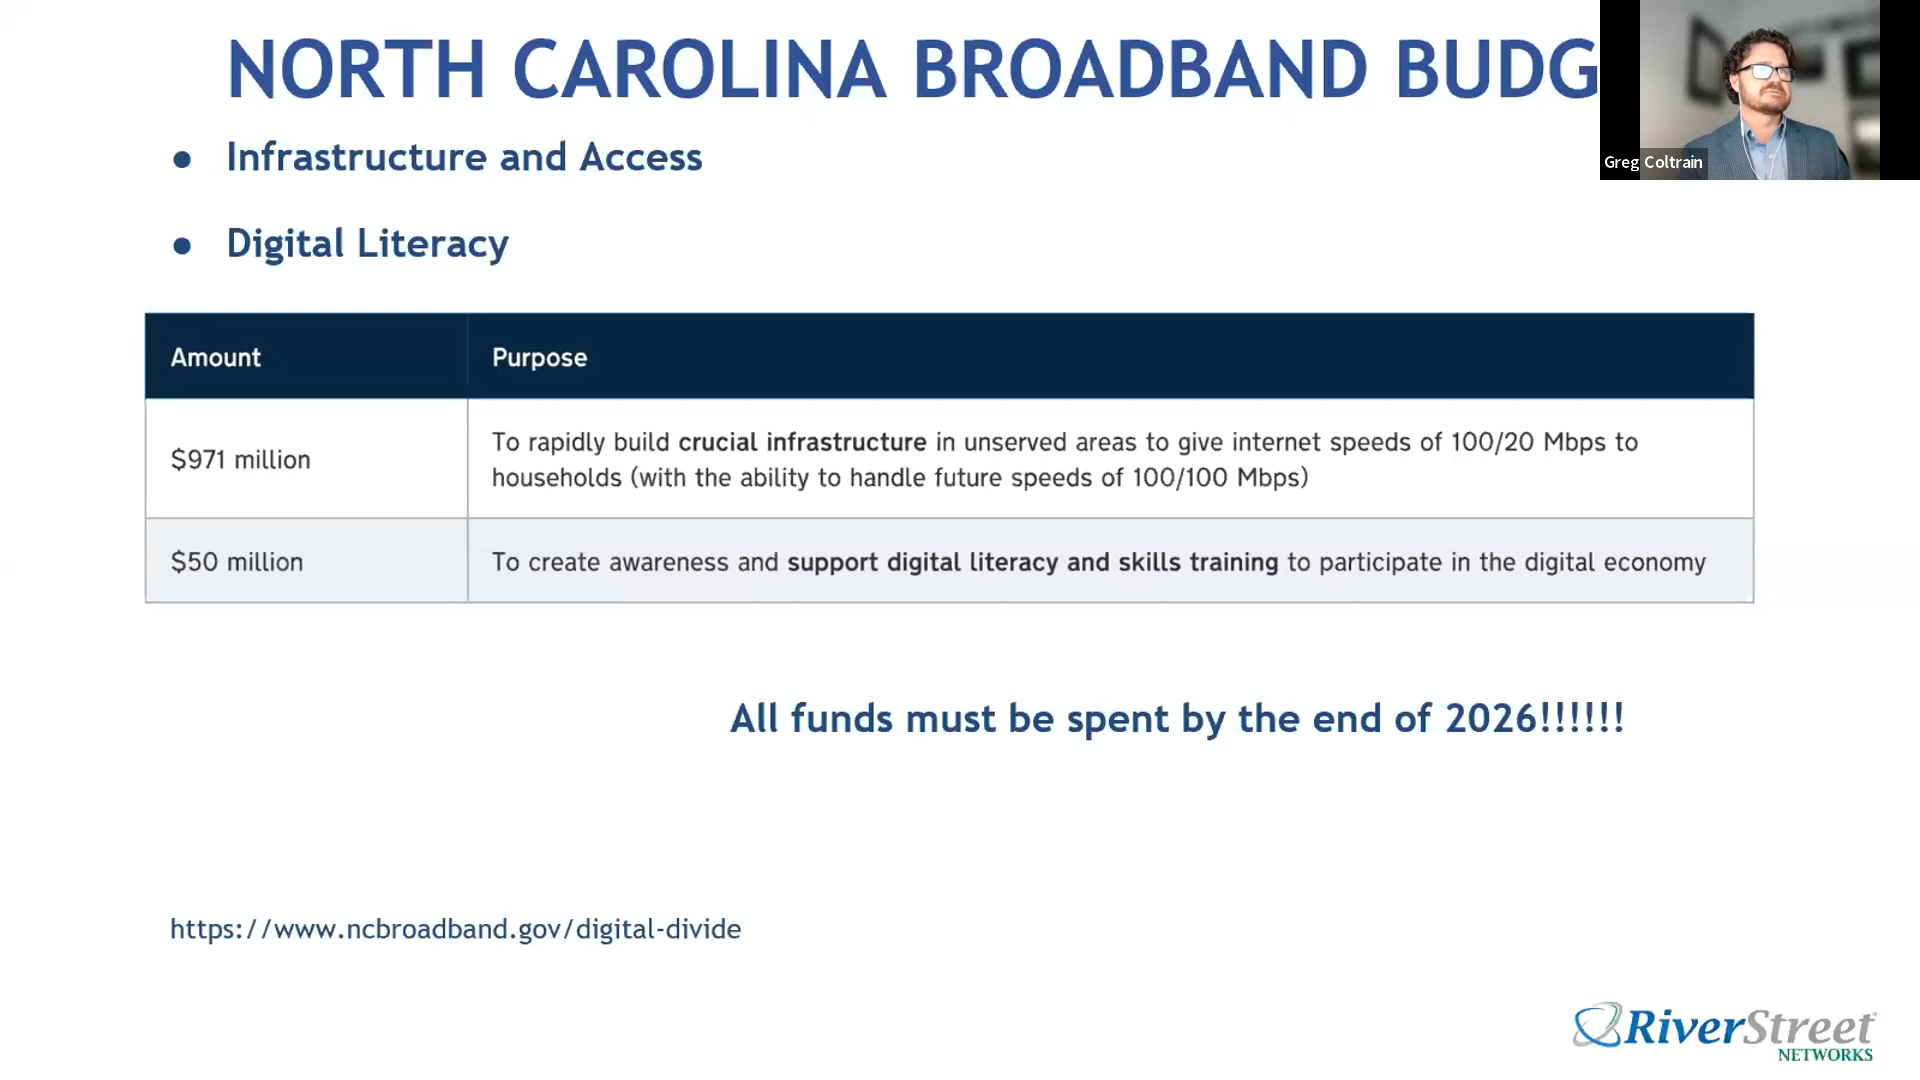 NORTH CAROLINA BROADBAND BUDG
Greg Coltrain
● Infrastructure and Access
● Digital Literacy
Amount Purpose
$971 million To rapidly build crucial infrastructure in unserved areas to give internet speeds of 100/20 Mbps to
households (with the ability to handle future speeds of 100/100 Mbps)
$50 million To create awareness and support digital literacy and skills training to participate in the digital economy
All funds must be spent by the end of 2026!!!!!!
https://www.ncbroadband.gov/digital-divide
RiverStreet
NETWORKS